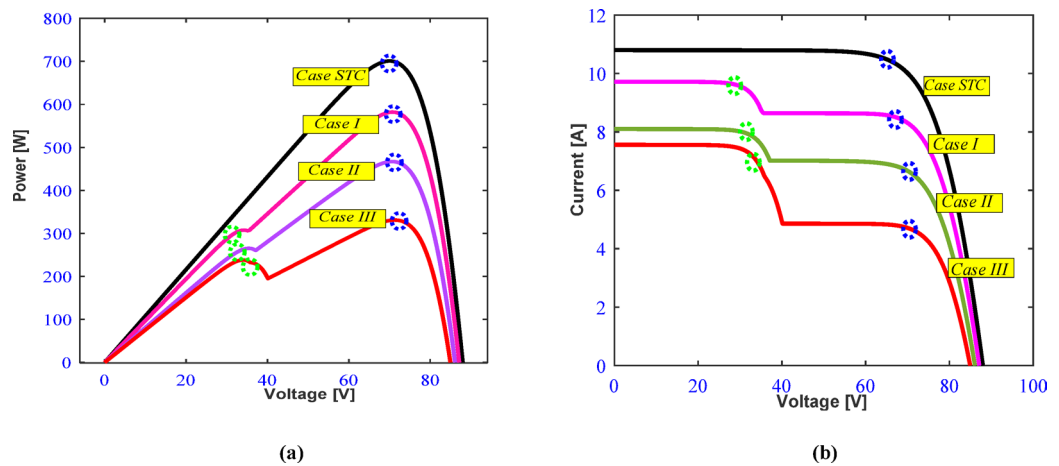 800
700
600
500
400
300
200
100
0
Power [W]
Case STC
Case I
Case II
Case III
0
20
40
60
80
Voltage [V]
(a)
12
10
8
6
4
2
0
Current [A]
Case STC
Case I
Case II
Case III
0
20
40
60
80
100
Voltage [V]
(b)